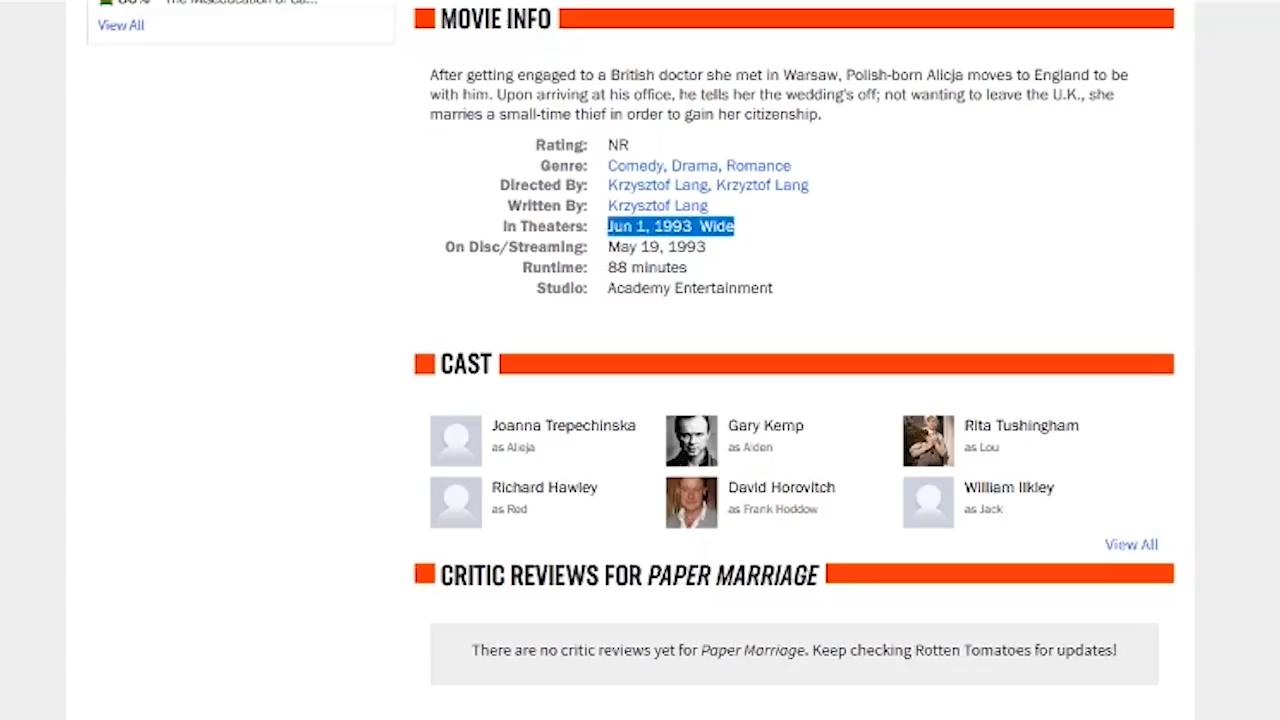 View All
MOVIE INFO
After getting engaged to a British doctor she met in Warsaw, Polish-born Alicja moves to England to be
with him. Upon arriving at his office, he tells her the wedding's off; not wanting to leave the U.K., she
marries a small-time thief in order to gain her citizenship.
Rating: NR
Genre: Comedy, Drama, Romance
Directed By: Krzysztof Lang, Krzyztof Lang
Written By: Krzysztof Lang
In Theaters: Jun 1, 1993 Wide
On Disc/Streaming: May 19, 1993
Runtime: 88 minutes
Studio: Academy Entertainment
CAST
Joanna Trepechinska
as Alicja
Gary Kemp
as Aiden
Rita Tushingham
as Lou
Richard Hawley
as Red
David Horovitch
as Frank Hoddow
William Ilkley
as Jack
View All
CRITIC REVIEWS FOR PAPER MARRIAGE
There are no critic reviews yet for Paper Marriage. Keep checking Rotten Tomatoes for updates!